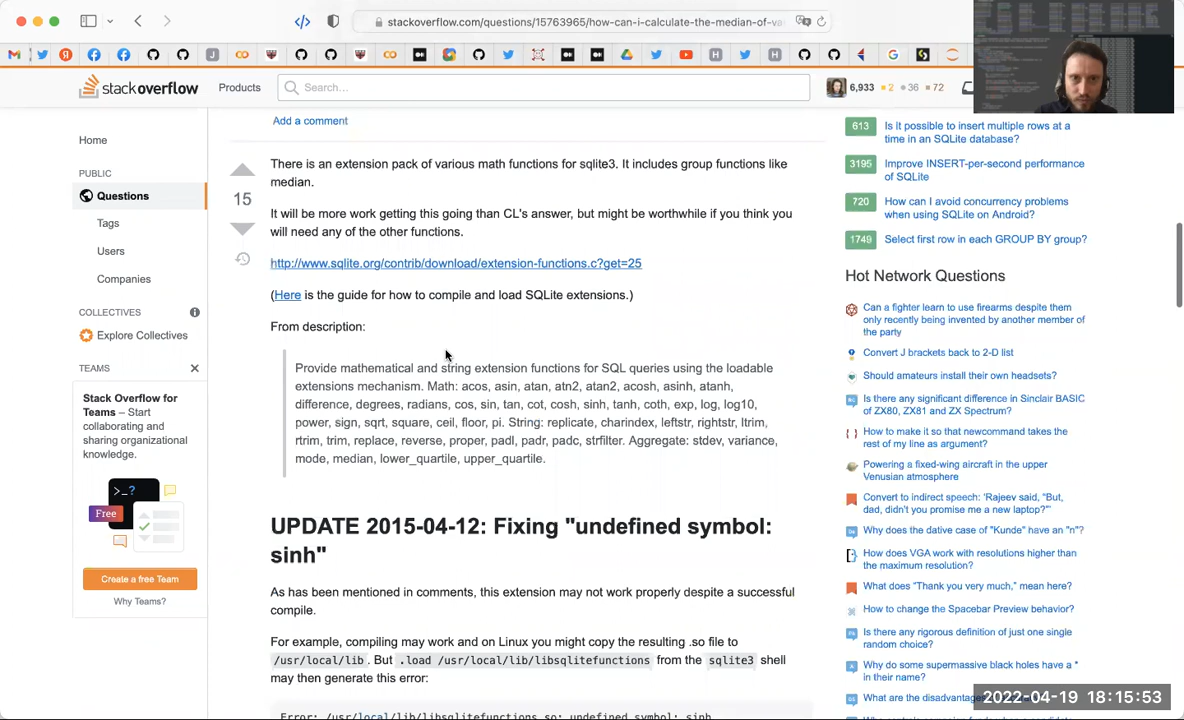 stackoverflow.com/questions/15763965/how-can-i-calculate-the-median-of-va
stack overflow
Products
Search...
6,933
2
36
72
Home
PUBLIC
Questions
Tags
Users
Companies
COLLECTIVES
Explore Collectives
TEAMS
Stack Overflow for
Teams – Start
collaborating and
sharing organizational
knowledge.
>_?
Free
Create a free Team
Why Teams?
Add a comment
15
There is an extension pack of various math functions for sqlite3. It includes group functions like
median.
It will be more work getting this going than CL's answer, but might be worthwhile if you think you
will need any of the other functions.
http://www.sqlite.org/contrib/download/extension-functions.c?get=25
(Here is the guide for how to compile and load SQLite extensions.)
From description:
Provide mathematical and string extension functions for SQL queries using the loadable
extensions mechanism. Math: acos, asin, atan, atn2, atan2, acosh, asinh, atanh,
difference, degrees, radians, cos, sin, tan, cot, cosh, sinh, tanh, coth, exp, log, log10,
power, sign, sqrt, square, ceil, floor, pi. String: replicate, charindex, leftstr, rightstr, ltrim,
rtrim, trim, replace, reverse, proper, padl, padr, padc, strfilter. Aggregate: stdev, variance,
mode, median, lower_quartile, upper_quartile.
UPDATE 2015-04-12: Fixing "undefined symbol:
sinh"
As has been mentioned in comments, this extension may not work properly despite a successful
compile.
For example, compiling may work and on Linux you might copy the resulting .so file to
/usr/local/lib . But .load /usr/local/lib/libsqlitefunctions from the sqlite3 shell
may then generate this error:
Error: /usr/local/lib/libsqlitefunctions.so: undefined symbol: sinh
613
Is it possible to insert multiple rows at a
time in an SQLite database?
3195
Improve INSERT-per-second performance
of SQLite
720
How can I avoid concurrency problems
when using SQLite on Android?
1749
Select first row in each GROUP BY group?
Hot Network Questions
Can a fighter learn to use firearms despite them
only recently being invented by another member of
the party
Convert J brackets back to 2-D list
Should amateurs install their own headsets?
Is there any significant difference in Sinclair BASIC
of ZX80, ZX81 and ZX Spectrum?
How to make it so that newcommand takes the
rest of my line as argument?
Powering a fixed-wing aircraft in the upper
Venusian atmosphere
Convert to indirect speech: 'Rajeev said, "But,
dad, didn't you promise me a new laptop?"'
Why does the dative case of "Kunde" have an "n"?
How does VGA work with resolutions higher than
the maximum resolution?
What does "Thank you very much," mean here?
How to change the Spacebar Preview behavior?
Is there any rigorous definition of just one single
random choice?
Why do some supermassive black holes have a *
in their name?
What are the disadvantages
2022-04-19 18:15:53